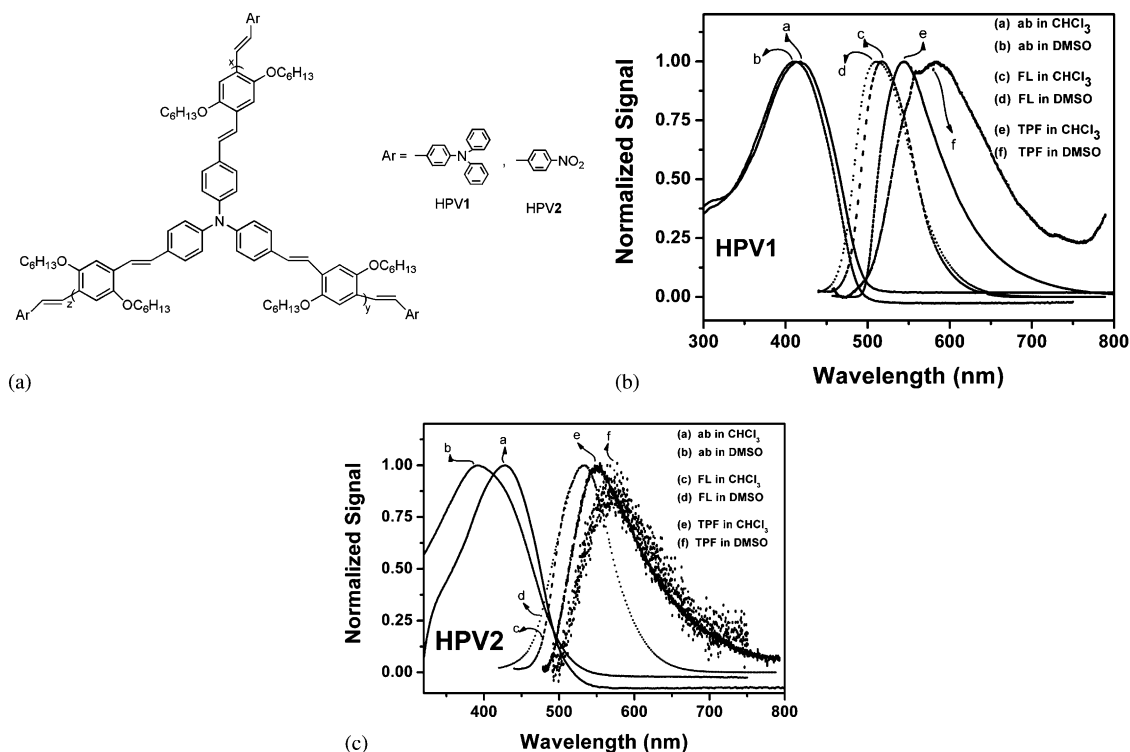 Ar
x
OC6H13
C6H13O
N
C6H13O
OC6H13
z
Ar
OC6H13
C6H13O
y
Ar
Ar =
N
,
NO2
HPV1
HPV2
(a)
Normalized Signal
1.00
0.75
0.50
0.25
0.00
a
b
c
d
e
f
(a) ab in CHCl3
(b) ab in DMSO
(c) FL in CHCl3
(d) FL in DMSO
(e) TPF in CHCl3
(f) TPF in DMSO
HPV1
300 400 500 600 700 800
Wavelength (nm)
(b)
Normalized Signal
1.00
0.75
0.50
0.25
0.00
b
a
e
f
d
c
(a) ab in CHCl3
(b) ab in DMSO
(c) FL in CHCl3
(d) FL in DMSO
(e) TPF in CHCl3
(f) TPF in DMSO
HPV2
400 500 600 700 800
Wavelength (nm)
(c)